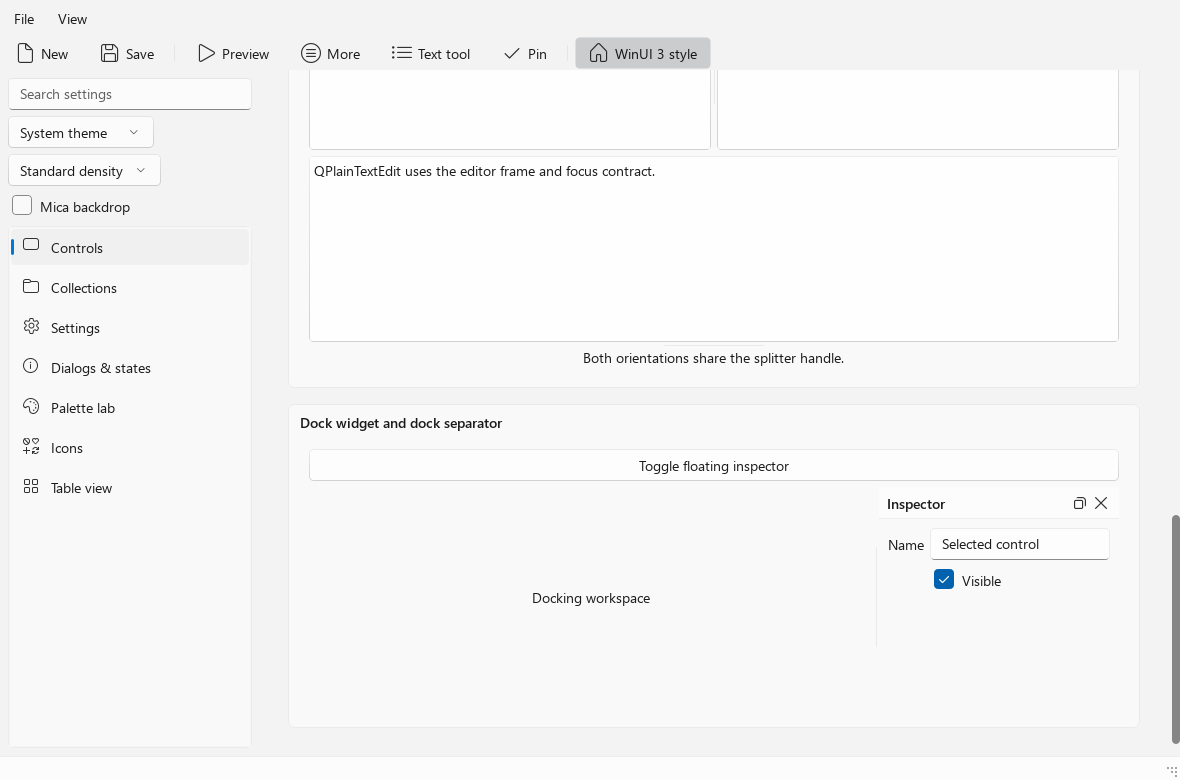 File View
New Save Preview More Text tool Pin WinUI 3 style
Search settings
System theme
Standard density
Mica backdrop
Controls
Collections
Settings
Dialogs & states
Palette lab
Icons
Table view
QPlainTextEdit uses the editor frame and focus contract.
Both orientations share the splitter handle.
Dock widget and dock separator
Toggle floating inspector
Docking workspace
Inspector
Name Selected control
Visible